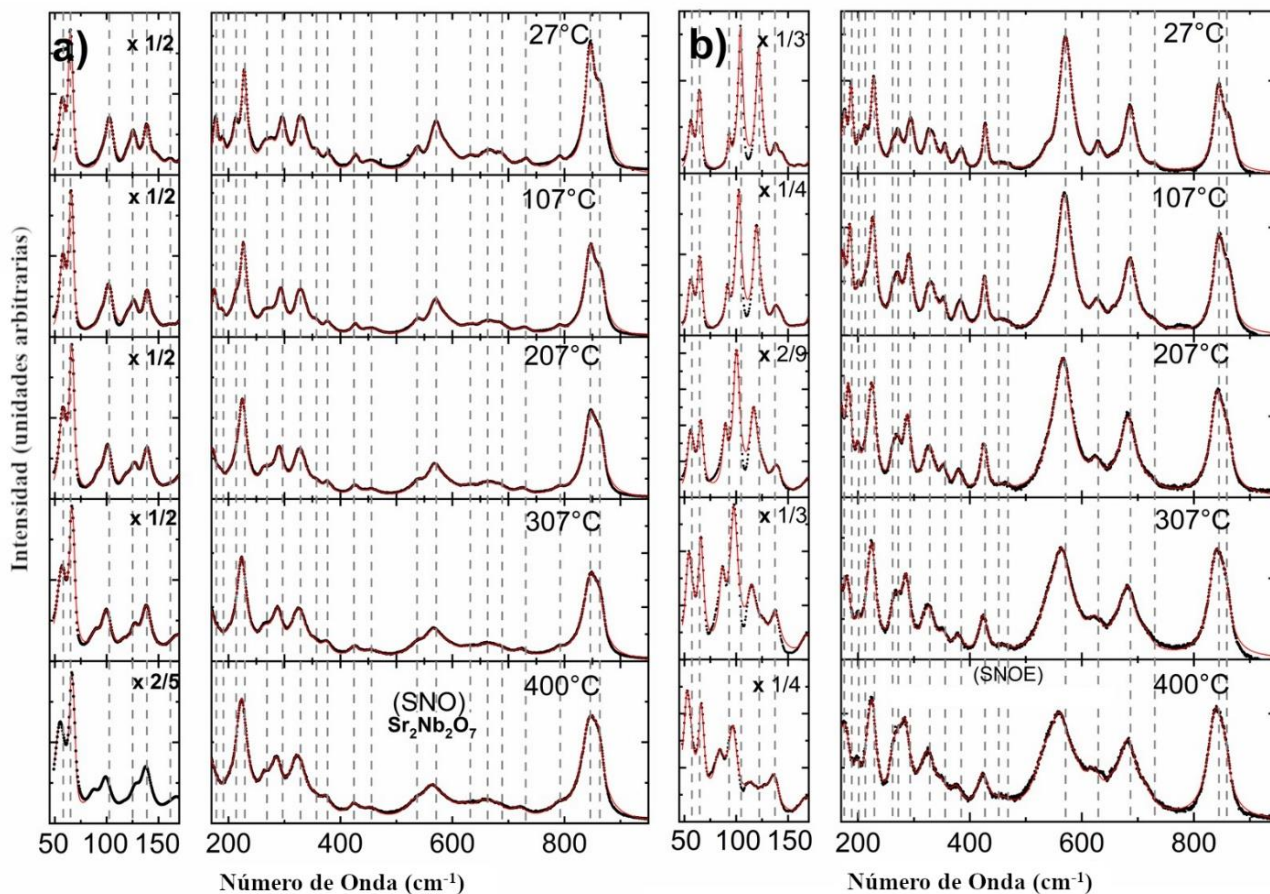 a)
x 1/2
27°C
x 1/2
107°C
x 1/2
207°C
x 1/2
307°C
x 2/5
400°C
(SNO)
Sr₂Nb₂O₇
50 100 150
200 400 600 800
Número de Onda (cm⁻¹)
Intensidad (unidades arbitrarias)
b)
x 1/3
27°C
x 1/4
107°C
x 2/9
207°C
x 1/3
307°C
x 1/4
(SNOE)
400°C
50 100 150
200 400 600 800
Número de Onda (cm⁻¹)